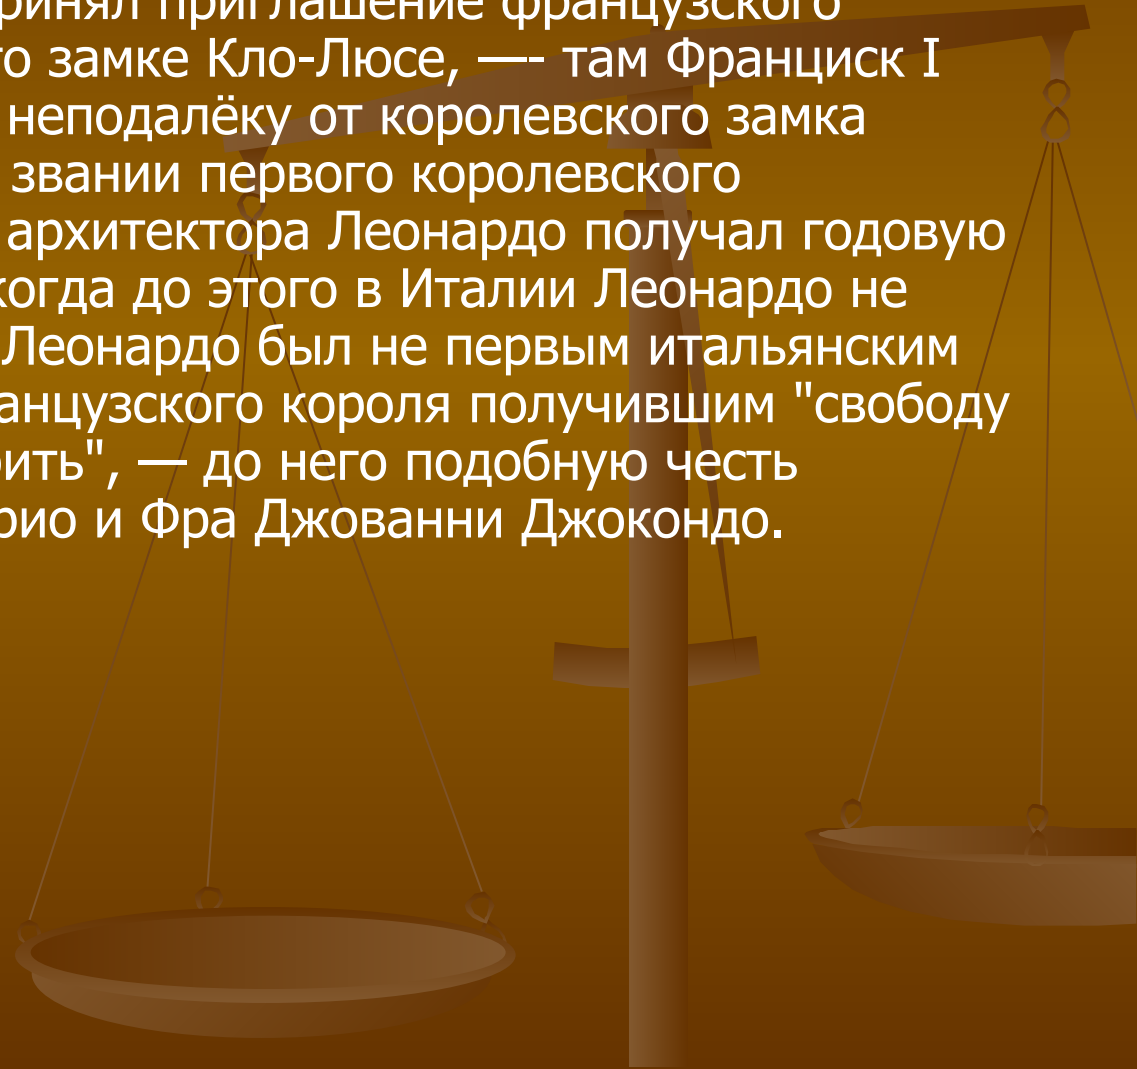 ринял приглашение французского
го замке Кло-Люсе, —- там Франциск I
неподалёку от королевского замка
звании первого королевского
архитектора Леонардо получал годовую
когда до этого в Италии Леонардо не
Леонардо был не первым итальянским
анцузского короля получившим "свободу
рить", — до него подобную честь
рио и Фра Джованни Джокондо.